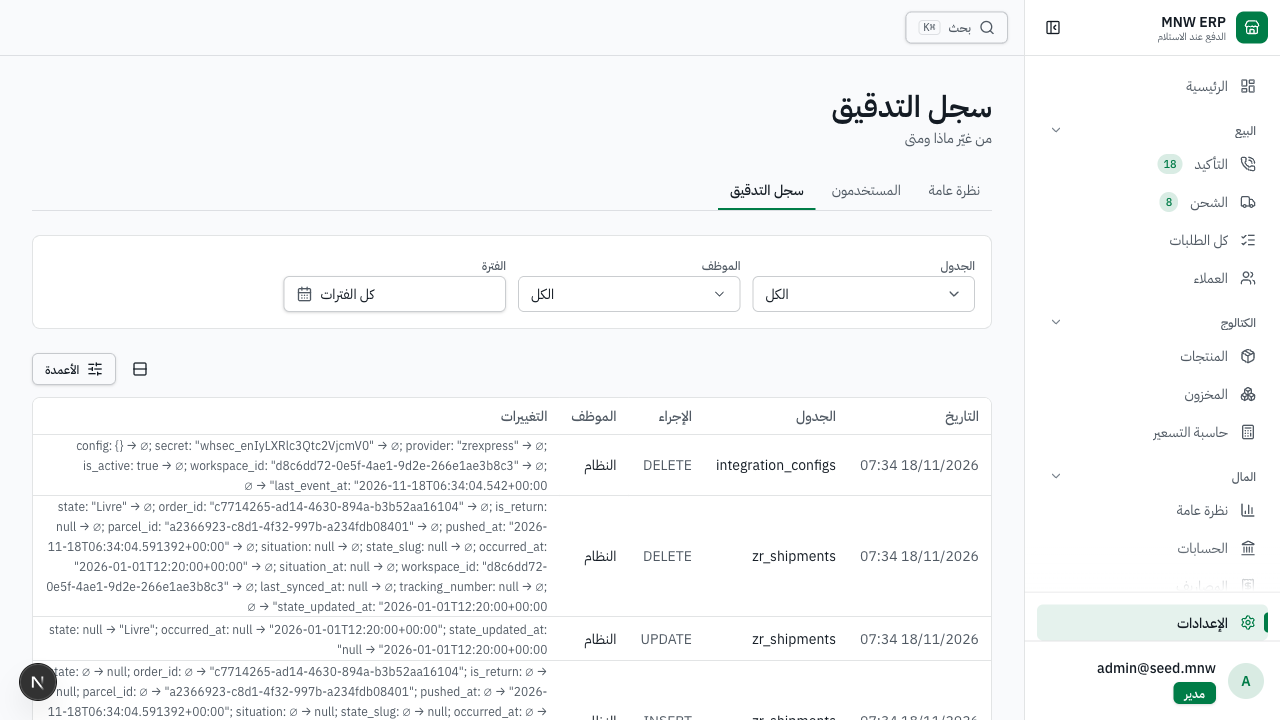 MNW ERP
الدفع عند الاستلام
بحث
⌘K
الرئيسية
البيع
التأكيد
18
الشحن
8
كل الطلبات
العملاء
الكتالوج
المنتجات
المخزون
حاسبة التسعير
المال
نظرة عامة
الحسابات
المصاريف
الإعدادات
admin@seed.mnw
مدير
A
سجل التدقيق
من غيّر ماذا ومتى
نظرة عامة
المستخدمون
سجل التدقيق
الجدول
الموظف
الفترة
الكل
الكل
كل الفترات
الأعمدة
التاريخ
الجدول
الإجراء
الموظف
التغييرات
18/11/2026 07:34
integration_configs
DELETE
النظام
config: {} → ∅; secret: "whsec_enIyLXRlc3Qtc2VjcmV0" → ∅; provider: "zrexpress" → ∅;
is_active: true → ∅; workspace_id: "d8c6dd72-0e5f-4ae1-9d2e-266e1ae3b8c3" → ∅;
last_event_at: "2026-11-18T06:34:04.542+00:00" → ∅
18/11/2026 07:34
zr_shipments
DELETE
النظام
state: "Livre" → ∅; order_id: "c7714265-ad14-4630-894a-b3b52aa16104" → ∅; is_return:
null → ∅; parcel_id: "a2366923-c8d1-4f32-997b-a234fdb08401" → ∅; pushed_at: "2026-
11-18T06:34:04.591392+00:00" → ∅; situation: null → ∅; state_slug: null → ∅; occurred_at:
"2026-01-01T12:20:00+00:00" → ∅; situation_at: null → ∅; workspace_id: "d8c6dd72-
0e5f-4ae1-9d2e-266e1ae3b8c3" → ∅; last_synced_at: null → ∅; tracking_number: null → ∅;
state_updated_at: "2026-01-01T12:20:00+00:00" → ∅
18/11/2026 07:34
zr_shipments
UPDATE
النظام
state: null → "Livre"; occurred_at: null → "2026-01-01T12:20:00+00:00"; state_updated_at:
null → "2026-01-01T12:20:00+00:00"
18/11/2026 07:34
zr_shipments
INSERT
النظام
state: ∅ → null; order_id: ∅ → "c7714265-ad14-4630-894a-b3b52aa16104"; is_return: ∅ →
null; parcel_id: ∅ → "a2366923-c8d1-4f32-997b-a234fdb08401"; pushed_at: ∅ → "2026-
11-18T06:34:04.591392+00:00"; situation: ∅ → null; state_slug: ∅ → null; occurred_at: ∅ →
N